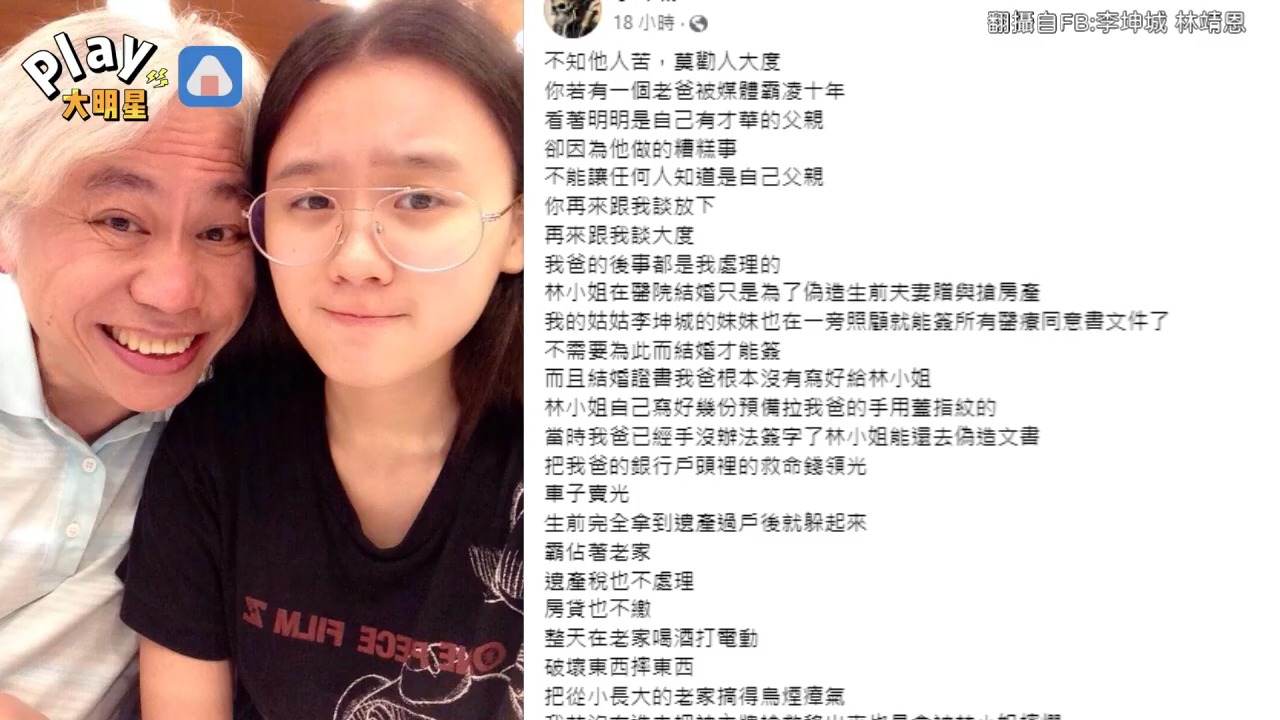 Play
大明星
18 小時
翻攝自FB:李坤城 林靖恩
不知他人苦，莫勸人大度
你若有一個老爸被媒體霸凌十年
看著明明是自己有才華的父親
卻因為他做的糟糕事
不能讓任何人知道是自己父親
你再來跟我談放下
再來跟我談大度
我爸的後事都是我處理的
林小姐在醫院結婚只是為了偽造生前夫妻贈與搶房產
我的姑姑李坤城的妹妹也在一旁照顧就能簽所有醫療同意書文件了
不需要為此而結婚才能簽
而且結婚證書我爸根本沒有寫好給林小姐
林小姐自己寫好幾份預備拉我爸的手用蓋指紋的
當時我爸已經手沒辦法簽字了林小姐能還去偽造文書
把我爸的銀行戶頭裡的救命錢領光
車子賣光
生前完全拿到遺產過戶後就躲起來
霸佔著老家
遺產稅也不處理
房貸也不繳
整天在老家喝酒打電動
破壞東西摔東西
把從小長大的老家搞得烏煙瘴氣
ONE PIECE FILM Z